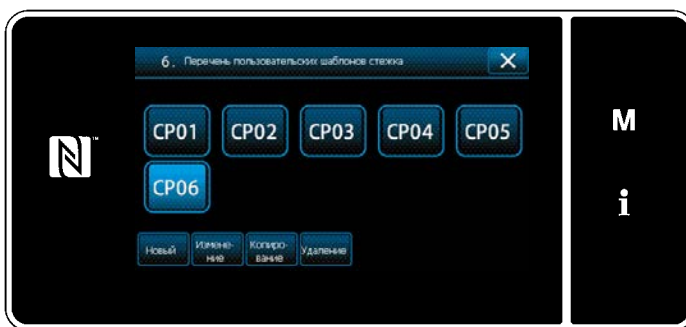 6. Перечень пользовательских шаблонов стежка
CP01 CP02 CP03 CP04 CP05
CP06
Новый Измене-ние Копиро-вание Удаление
M
i